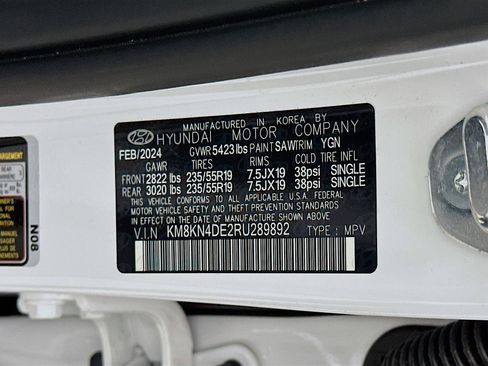 MANUFACTURED IN KOREA BY
HYUNDAI MOTOR COMPANY
FEB/2024 GVWR 5423 lbs PAINT SAW TRIM YGN
GAWR TIRES RIMS COLD TIRE INFL
FRONT 2822 lbs 235/55R19 7.5JX19 38psi SINGLE
REAR 3020 lbs 235/55R19 7.5JX19 38psi SINGLE
THIS VEHICLE CONFORMS TO ALL APPLICABLE U.S.A FEDERAL
MOTOR VEHICLE SAFETY AND THEFT PREVENTION STANDARDS
IN EFFECT ON THE DATE OF MANUFACTURE SHOWN ABOVE.
V.I.N KM8KN4DE2RU289892 TYPE : MPV
N08
REAR